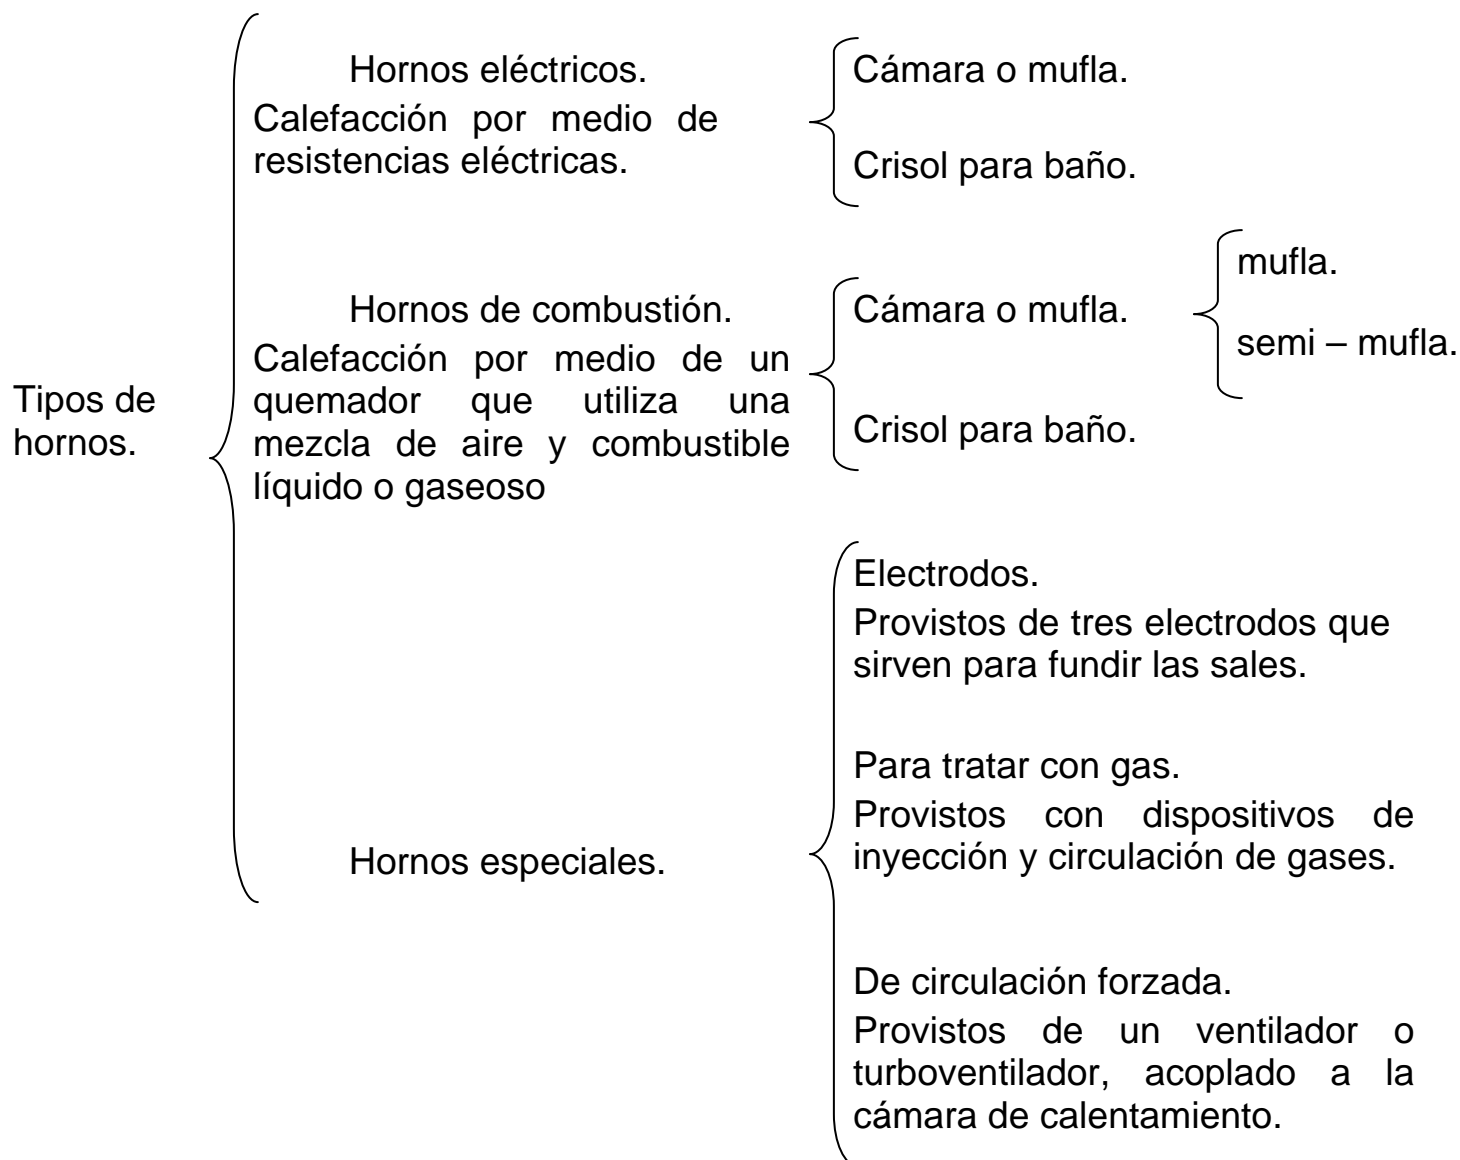 Tipos de
hornos.
Hornos eléctricos.
Calefacción por medio de
resistencias eléctricas.
Cámara o mufla.
Crisol para baño.
Hornos de combustión.
Calefacción por medio de un
quemador que utiliza una
mezcla de aire y combustible
líquido o gaseoso
Cámara o mufla.
mufla.
semi – mufla.
Crisol para baño.
Hornos especiales.
Electrodos.
Provistos de tres electrodos que
sirven para fundir las sales.
Para tratar con gas.
Provistos con dispositivos de
inyección y circulación de gases.
De circulación forzada.
Provistos de un ventilador o
turboventilador, acoplado a la
cámara de calentamiento.